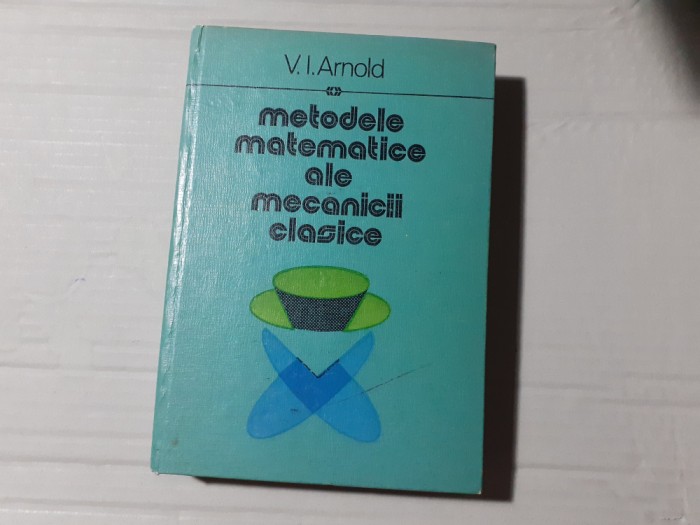 V. I. Arnold
metodele
matematice
ale
mecanicii
clasice